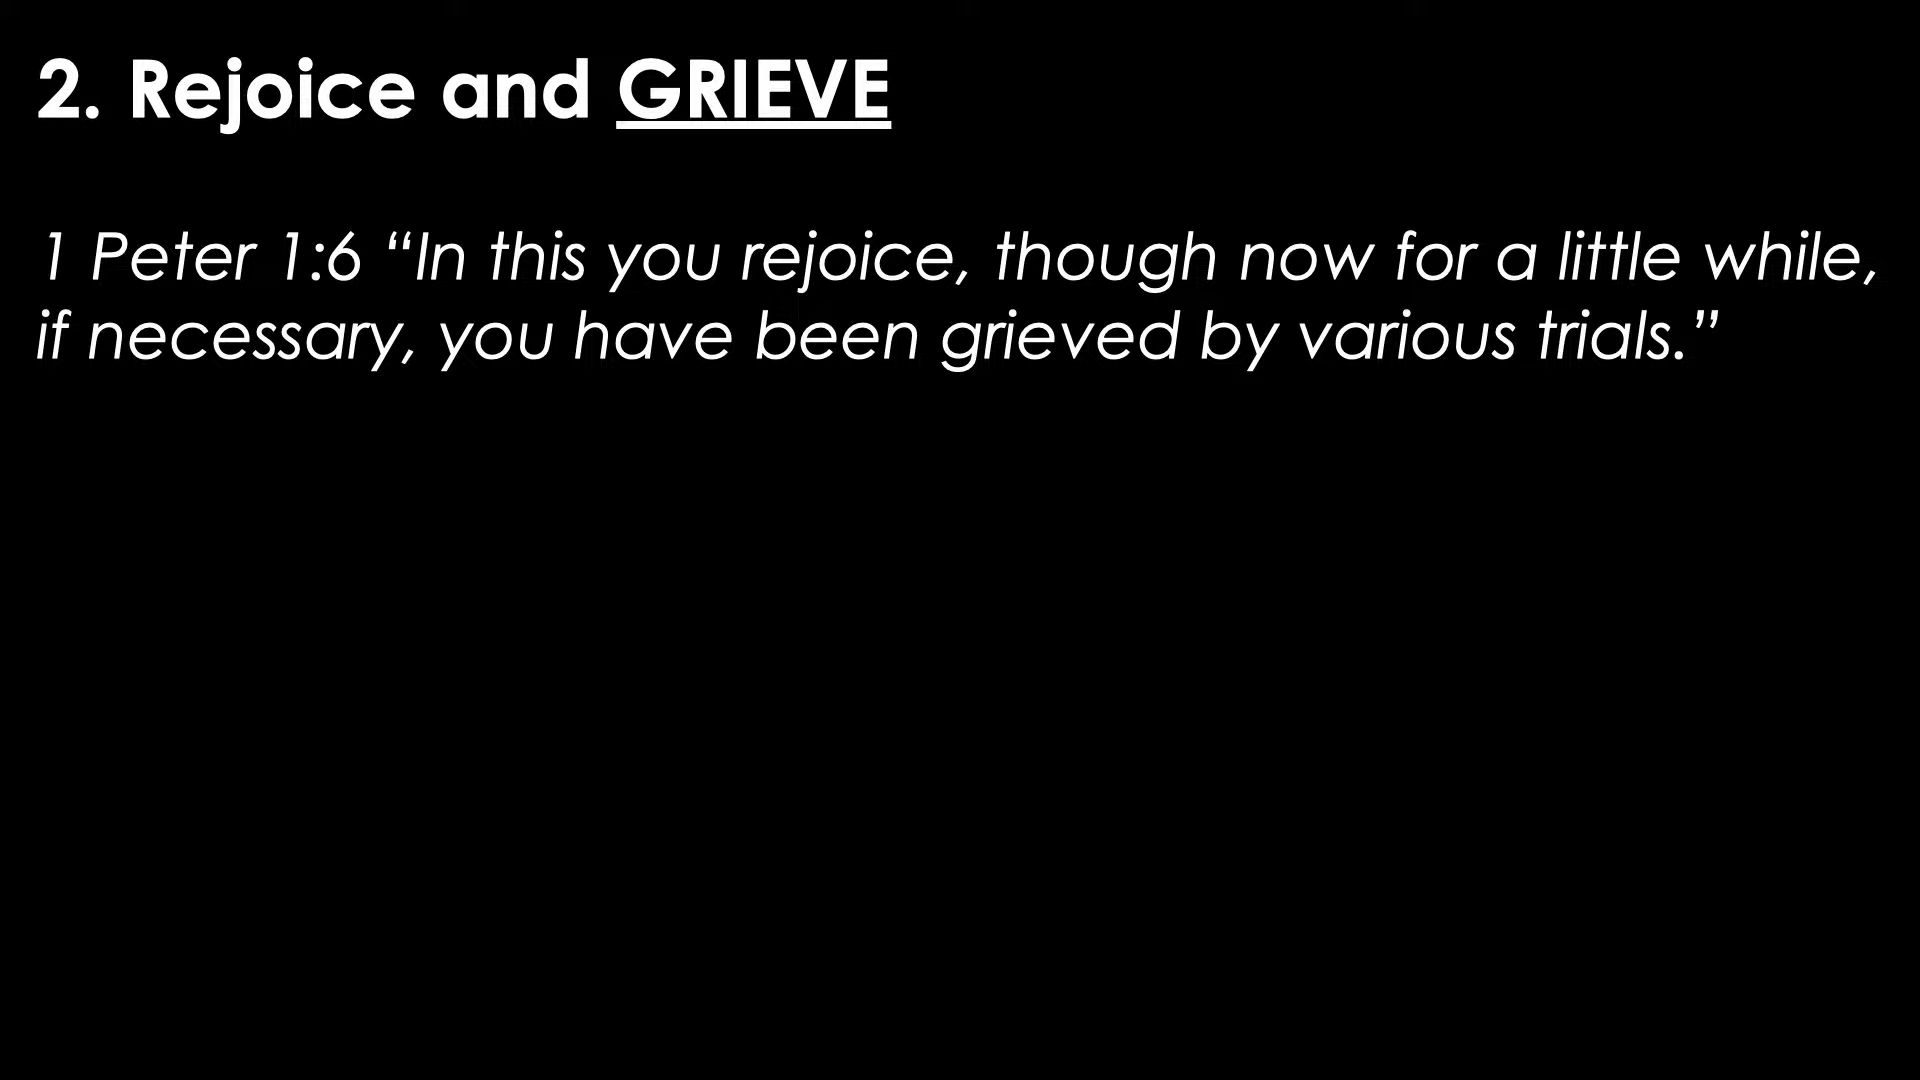 2. Rejoice and GRIEVE
1 Peter 1:6 “In this you rejoice, though now for a little while,
if necessary, you have been grieved by various trials.”